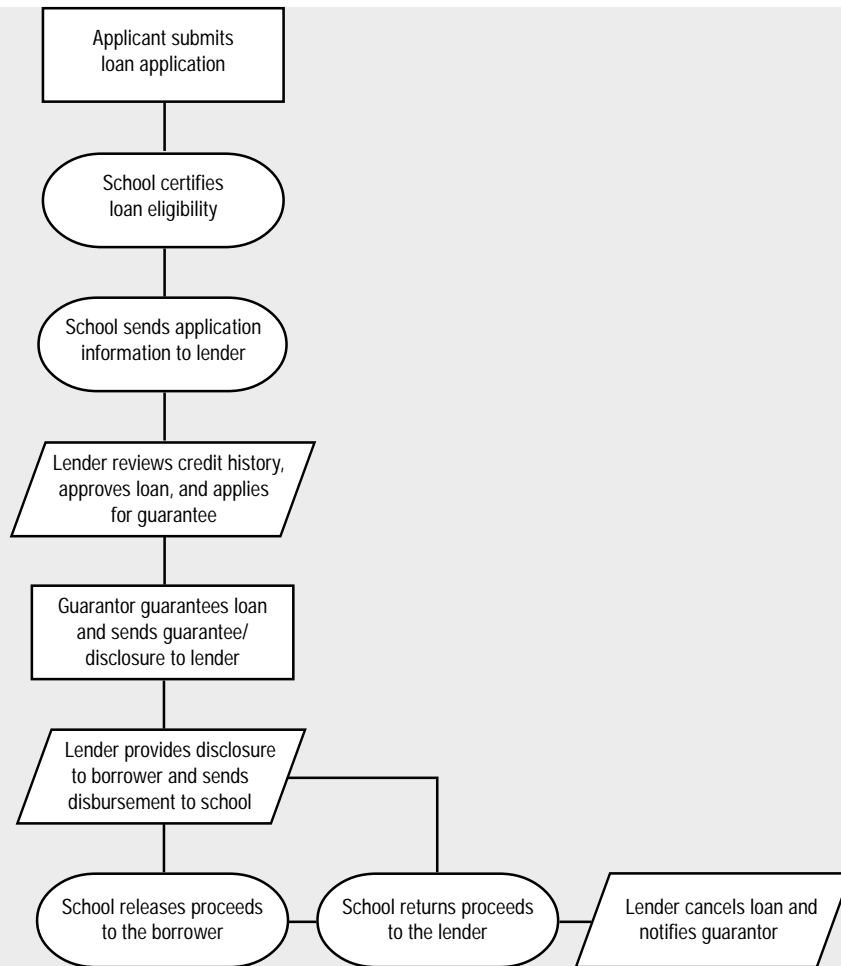 Applicant submits
loan application
School certifies
loan eligibility
School sends application
information to lender
Lender reviews credit history,
approves loan, and applies
for guarantee
Guarantor guarantees loan
and sends guarantee/
disclosure to lender
Lender provides disclosure
to borrower and sends
disbursement to school
School releases proceeds
to the borrower
School returns proceeds
to the lender
Lender cancels loan and
notifies guarantor